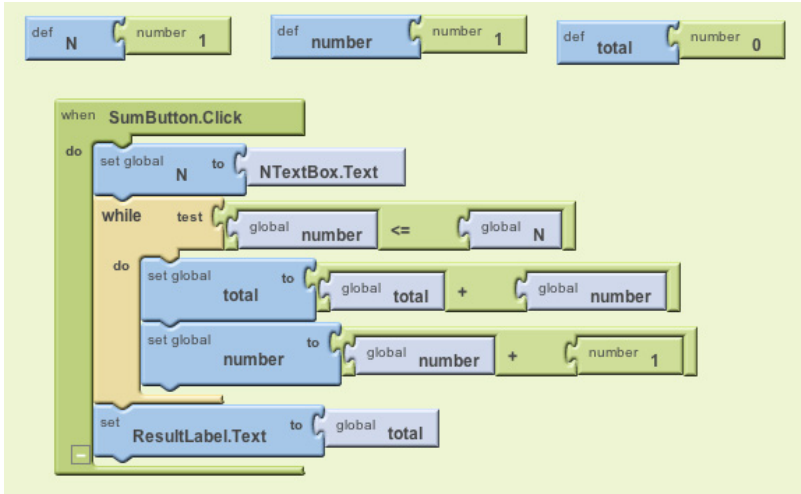 def N number 1
def number number 1
def total number 0
when SumButton.Click
do set global N to NTextBox.Text
while test global number <= global N
do set global total to global total + global number
set global number to global number + number 1
set ResultLabel.Text to global total